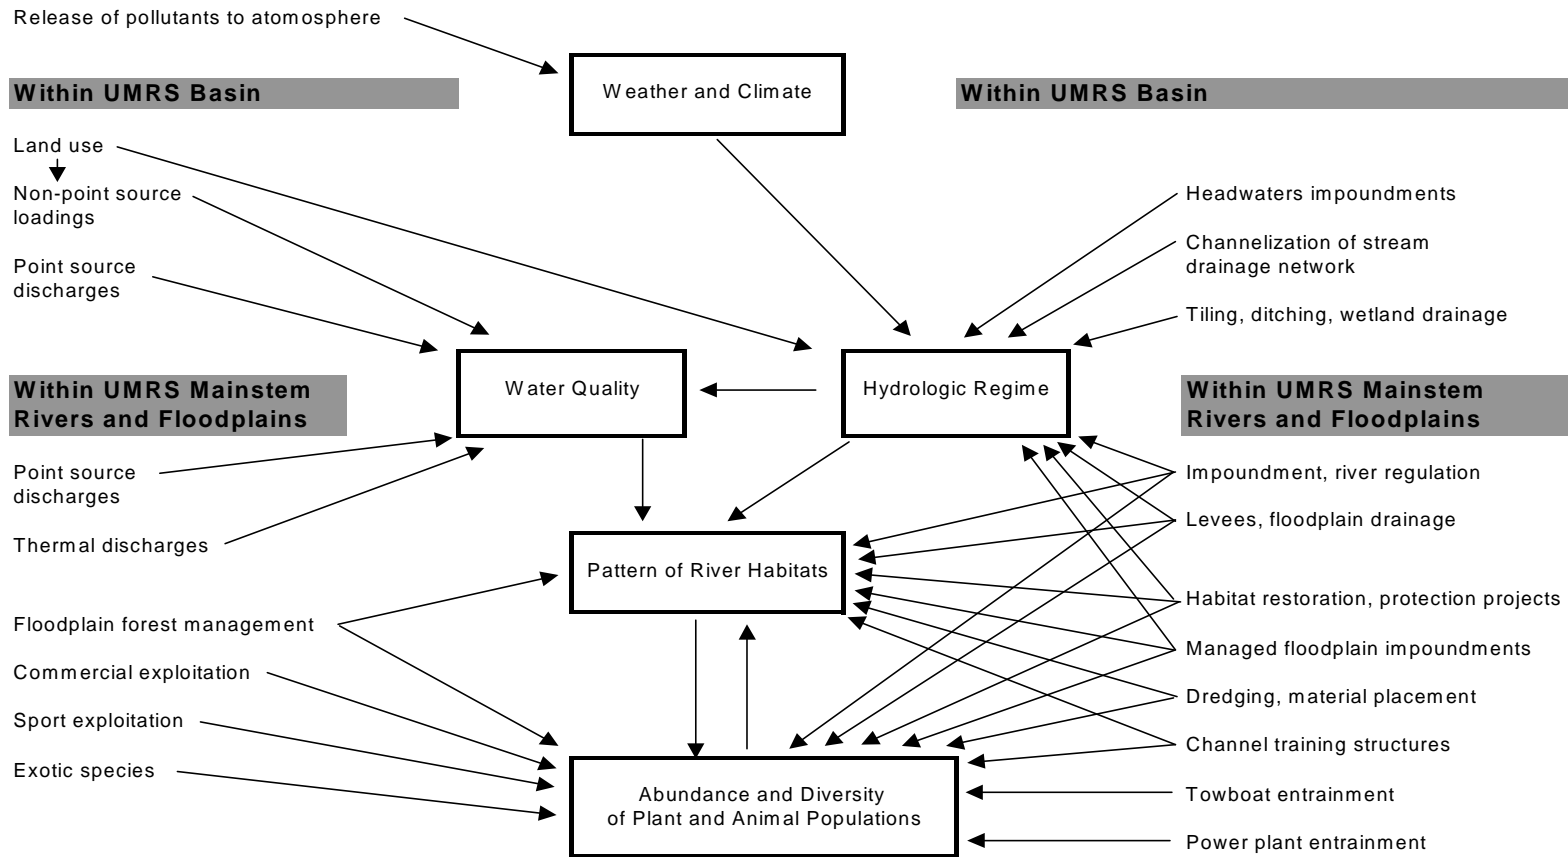 Release of pollutants to atomosphere
Weather and Climate
Within UMRS Basin
Within UMRS Basin
Land use
Non-point source
loadings
Point source
discharges
Headwaters impoundments
Channelization of stream
drainage network
Tiling, ditching, wetland drainage
Water Quality
Hydrologic Regime
Within UMRS Mainstem
Rivers and Floodplains
Within UMRS Mainstem
Rivers and Floodplains
Point source
discharges
Thermal discharges
Floodplain forest management
Commercial exploitation
Sport exploitation
Exotic species
Pattern of River Habitats
Abundance and Diversity
of Plant and Animal Populations
Impoundment, river regulation
Levees, floodplain drainage
Habitat restoration, protection projects
Managed floodplain impoundments
Dredging, material placement
Channel training structures
Towboat entrainment
Power plant entrainment